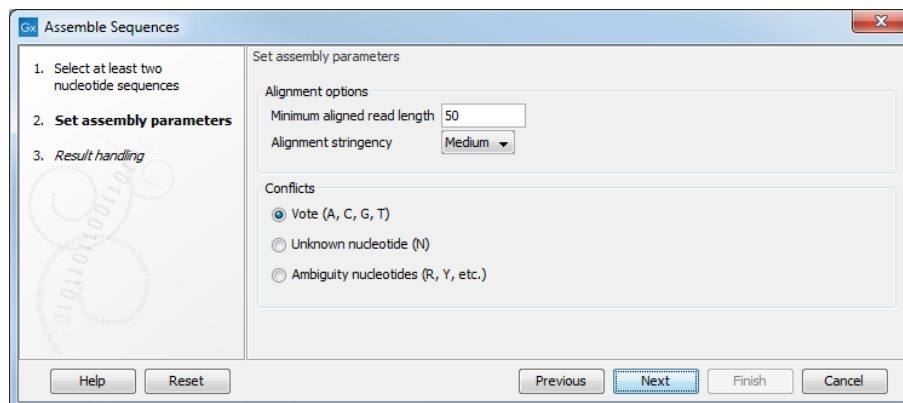 Gx Assemble Sequences
1. Select at least two
nucleotide sequences
2. Set assembly parameters
3. Result handling
Set assembly parameters
Alignment options
Minimum aligned read length 50
Alignment stringency Medium
Conflicts
Vote (A, C, G, T)
Unknown nucleotide (N)
Ambiguity nucleotides (R, Y, etc.)
Help Reset Previous Next Finish Cancel